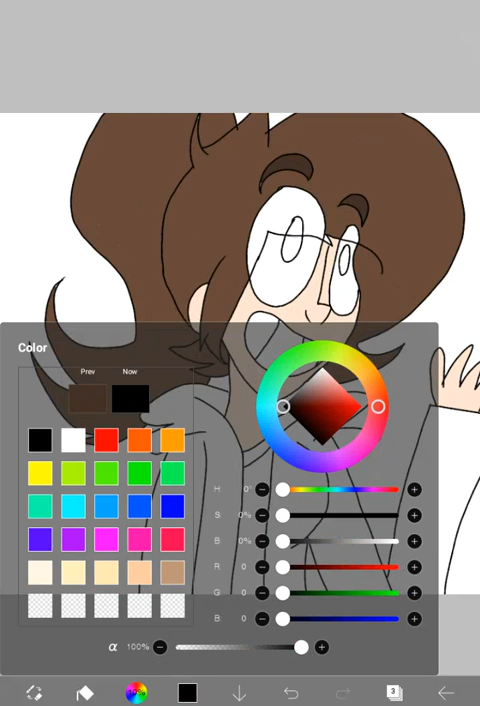 Color
Prev Now
H 0°
S 0%
B 0%
R 0
G 0
B 0
α 100%
3